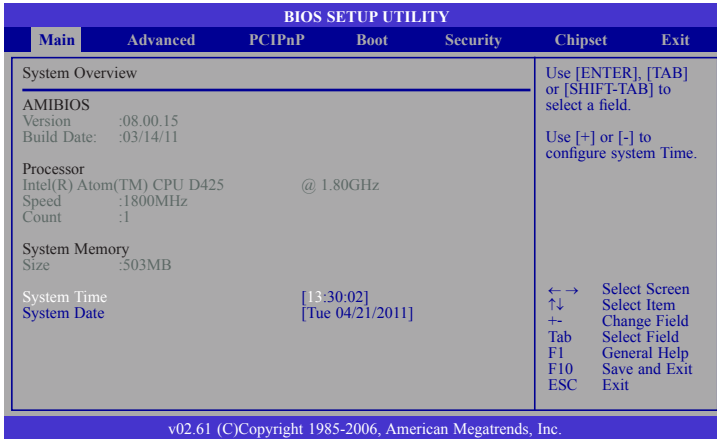 BIOS SETUP UTILITY
Main Advanced PCIPnP Boot Security Chipset Exit
System Overview
AMIBIOS
Version :08.00.15
Build Date: :03/14/11
Processor
Intel(R) Atom(TM) CPU D425 @ 1.80GHz
Speed :1800MHz
Count :1
System Memory
Size :503MB
System Time [13:30:02]
System Date [Tue 04/21/2011]
Use [ENTER], [TAB]
or [SHIFT-TAB] to
select a field.
Use [+] or [-] to
configure system Time.
←→ Select Screen
↑↓ Select Item
+- Change Field
Tab Select Field
F1 General Help
F10 Save and Exit
ESC Exit
v02.61 (C)Copyright 1985-2006, American Megatrends, Inc.